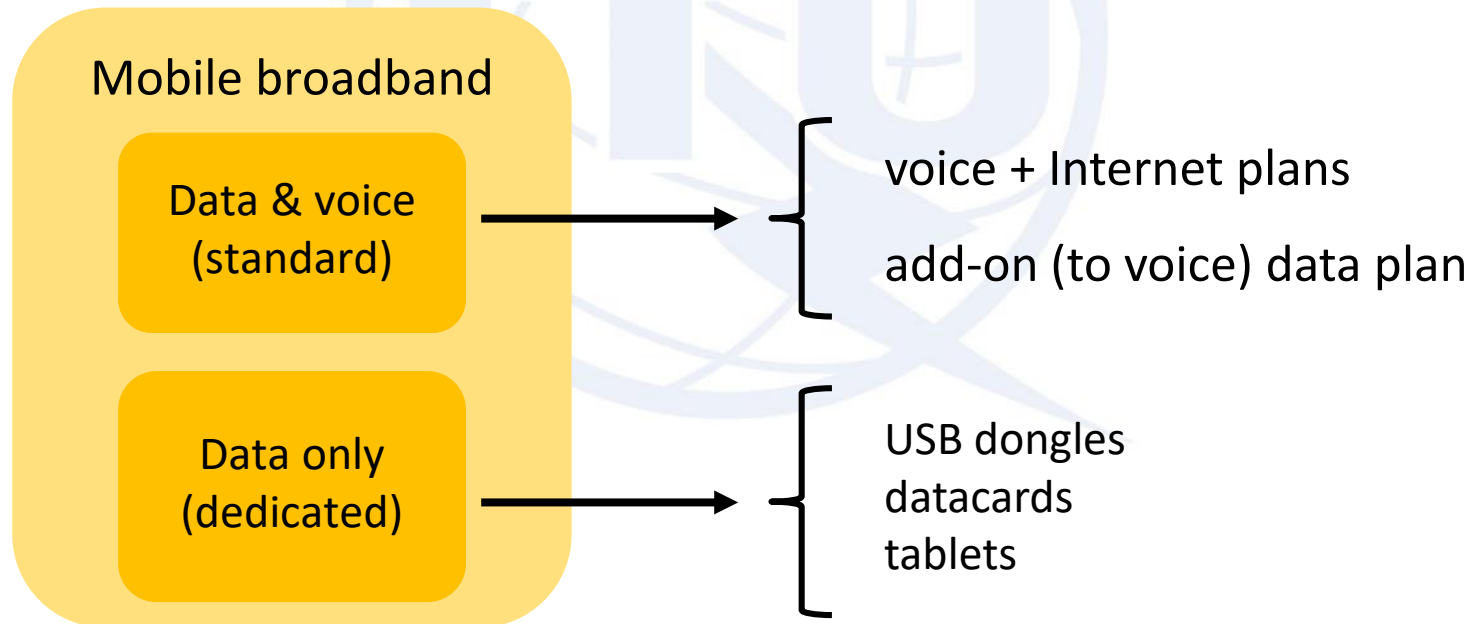 Mobile broadband
Data & voice
(standard)
voice + Internet plans
add-on (to voice) data plan
Data only
(dedicated)
USB dongles
datacards
tablets